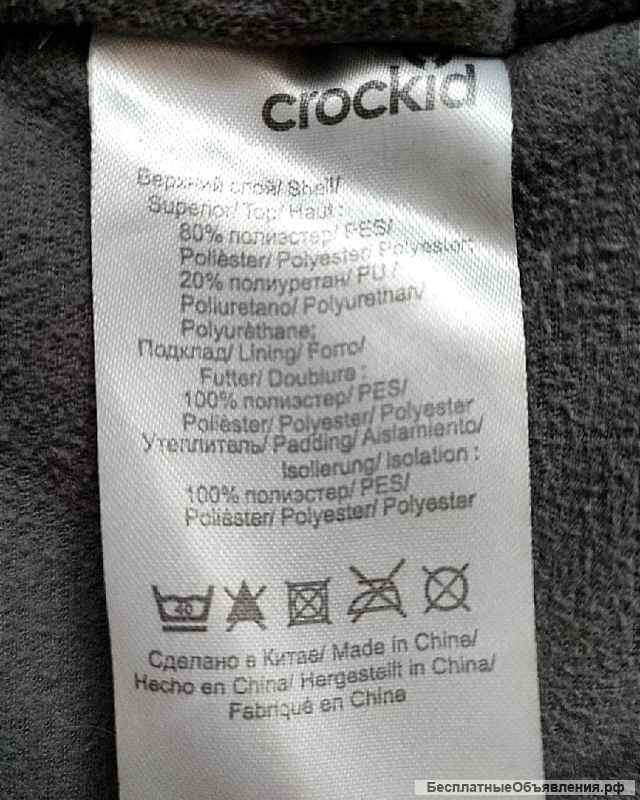 crockid
Верхний слой/ Shell/
Superior/ Top/ Haut :
80% полиэстер/ PES/
Poliéster/ Polyester/ Polyester;
20% полиуретан/ PU /
Poliuretano/ Polyurethan/
Polyuréthane;
Подклад/ Lining/ Forro/
Futter/ Doublure :
100% полиэстер/ PES/
Poliéster/ Polyester/ Polyester
Утеплитель/ Padding/ Aislamiento/
Isolierung/ Isolation :
100% полиэстер/ PES/
Poliéster/ Polyester/ Polyester
40
Сделано в Китае/ Made in China/
Hecho en China/ Hergestellt in China/
Fabriqué en Chine
БесплатныеОбъявления.рф